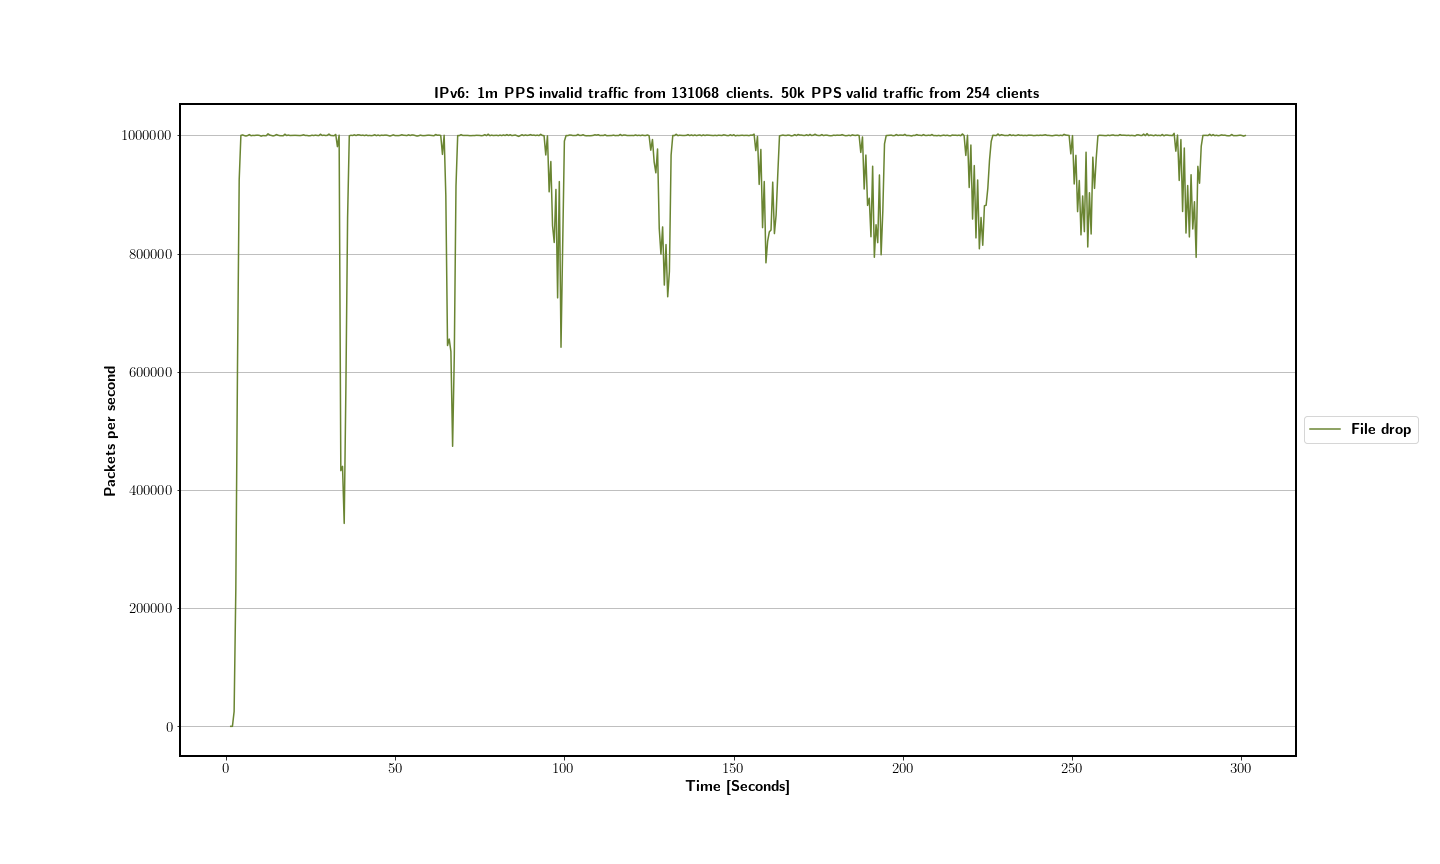 IPv6: 1m PPS invalid traffic from 131068 clients. 50k PPS valid traffic from 254 clients
1000000
800000
600000
400000
200000
0
Packets per second
File drop
0 50 100 150 200 250 300
Time [Seconds]